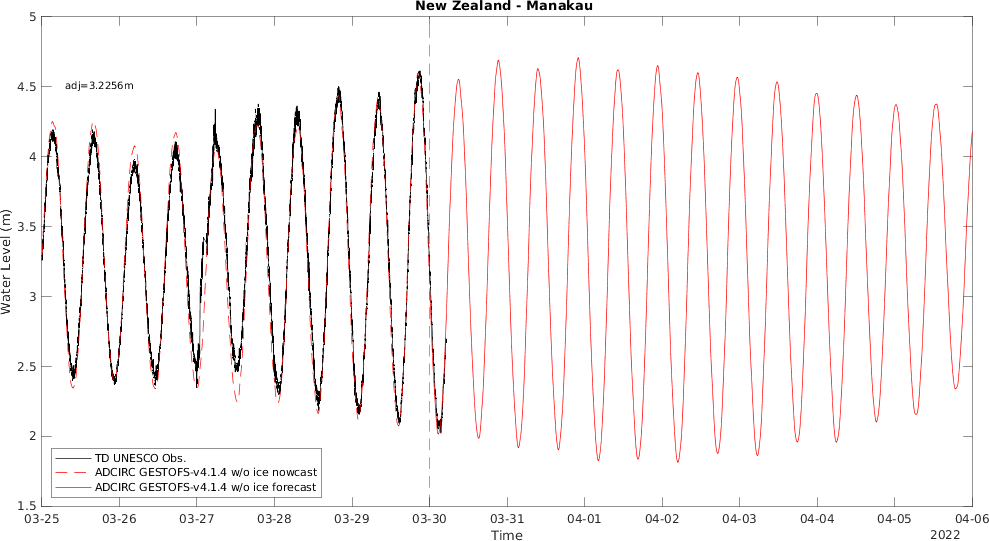 New Zealand - Manakau
5
4.5
4
3.5
3
2.5
2
1.5
Water Level (m)
adj=3.2256m
TD UNESCO Obs.
ADCIRC GESTOFS-v4.1.4 w/o ice nowcast
ADCIRC GESTOFS-v4.1.4 w/o ice forecast
03-25 03-26 03-27 03-28 03-29 03-30 03-31 04-01 04-02 04-03 04-04 04-05 04-06
Time
2022